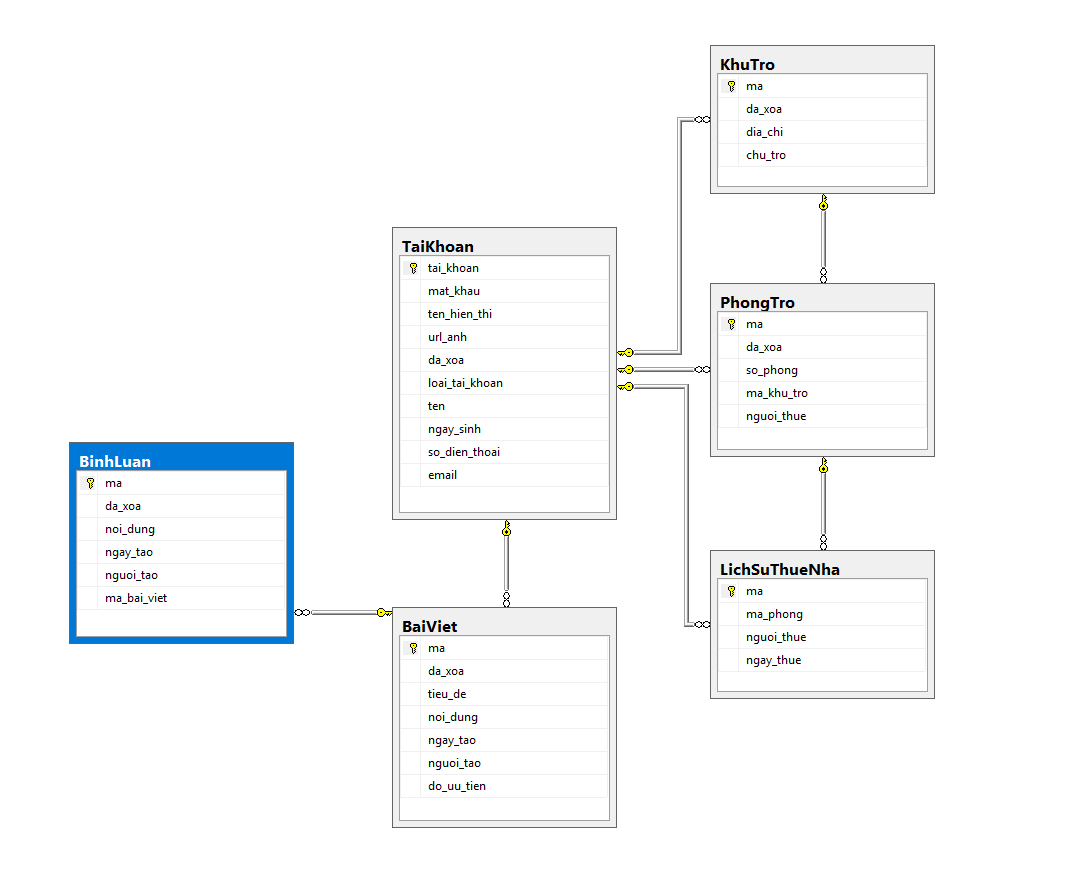 KhuTro
ma
da_xoa
dia_chi
chu_tro
TaiKhoan
tai_khoan
mat_khau
ten_hien_thi
url_anh
da_xoa
loai_tai_khoan
ten
ngay_sinh
so_dien_thoai
email
PhongTro
ma
da_xoa
so_phong
ma_khu_tro
nguoi_thue
BinhLuan
ma
da_xoa
noi_dung
ngay_tao
nguoi_tao
ma_bai_viet
LichSuThueNha
ma
ma_phong
nguoi_thue
ngay_thue
BaiViet
ma
da_xoa
tieu_de
noi_dung
ngay_tao
nguoi_tao
do_uu_tien